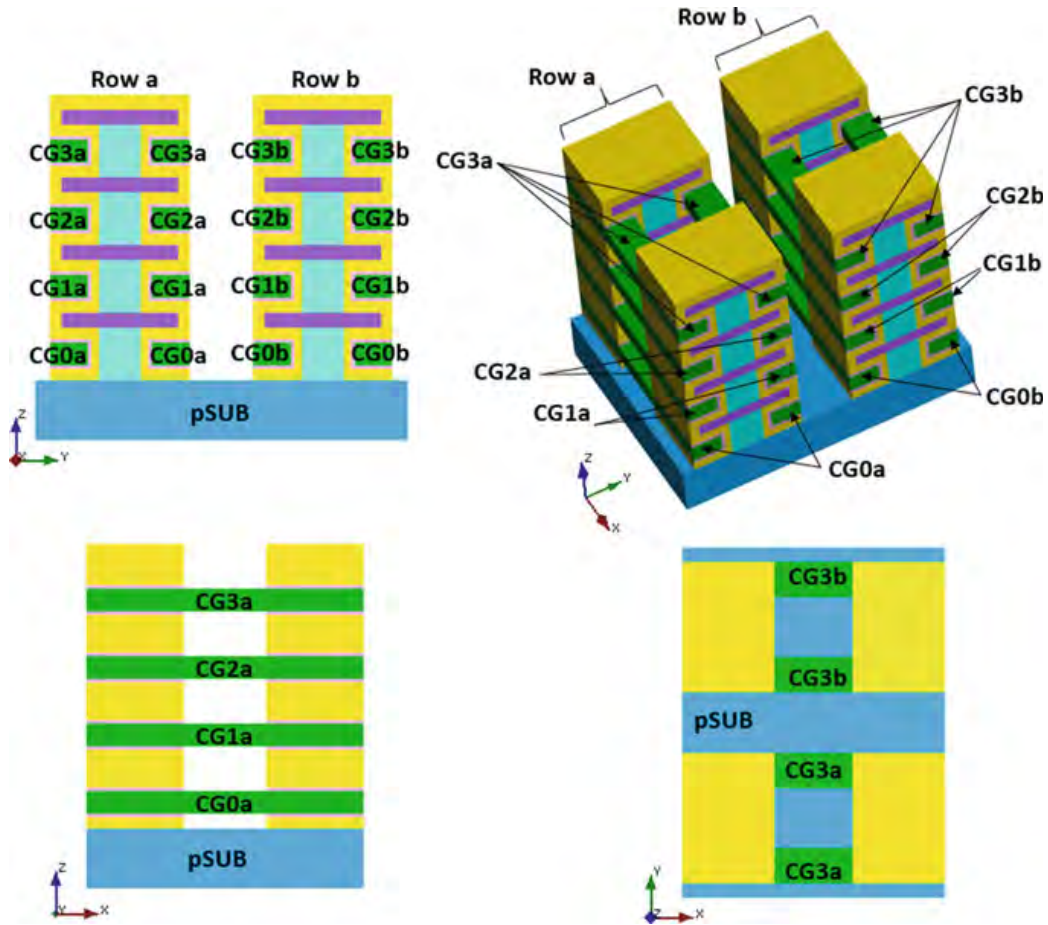 Row a
Row b
CG3a
CG3a
CG3b
CG3b
CG2a
CG2a
CG2b
CG2b
CG1a
CG1a
CG1b
CG1b
CG0a
CG0a
CG0b
CG0b
pSUB
Z
X
Y
Row b
Row a
CG3b
CG3a
CG2b
CG1b
CG2a
CG1a
CG0b
CG0a
Z
Y
X
CG3a
CG2a
CG1a
CG0a
pSUB
Z
Y
X
CG3b
CG3b
pSUB
CG3a
CG3a
Y
Z
X